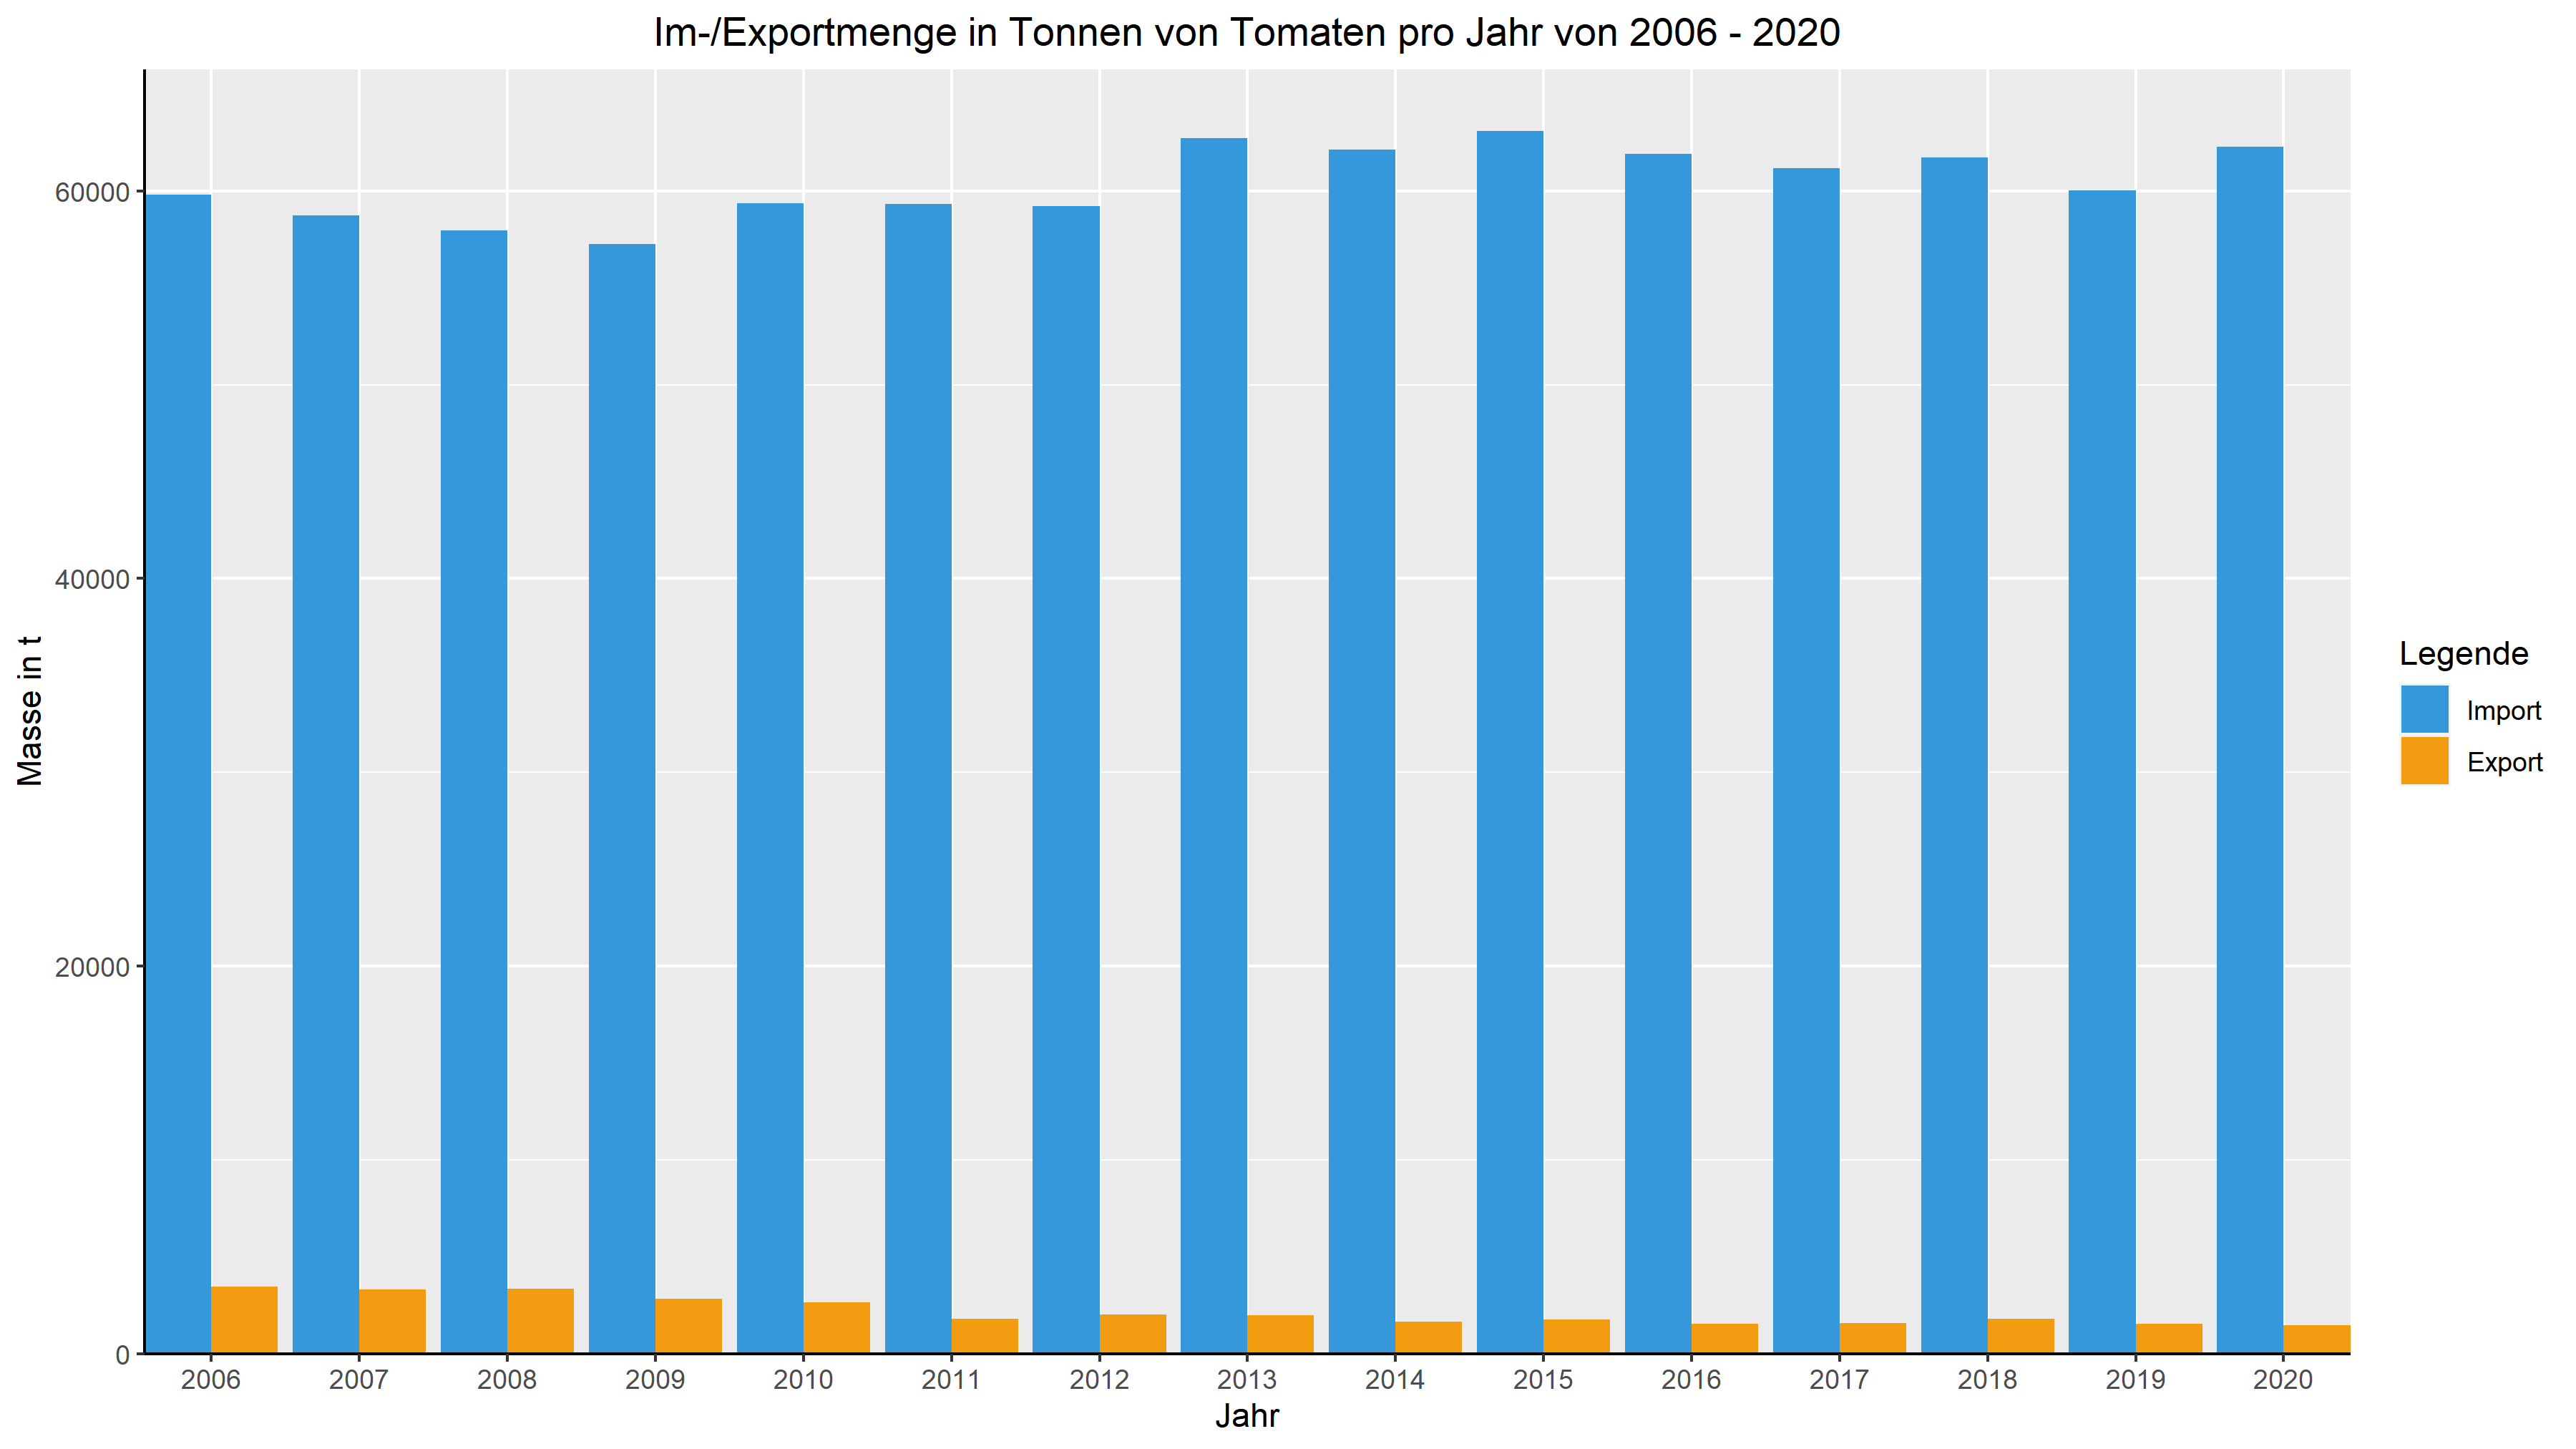 Im-/Exportmenge in Tonnen von Tomaten pro Jahr von 2006 - 2020
Masse in t
60000
40000
20000
0
2006 2007 2008 2009 2010 2011 2012 2013 2014 2015 2016 2017 2018 2019 2020
Jahr
Legende
Import
Export